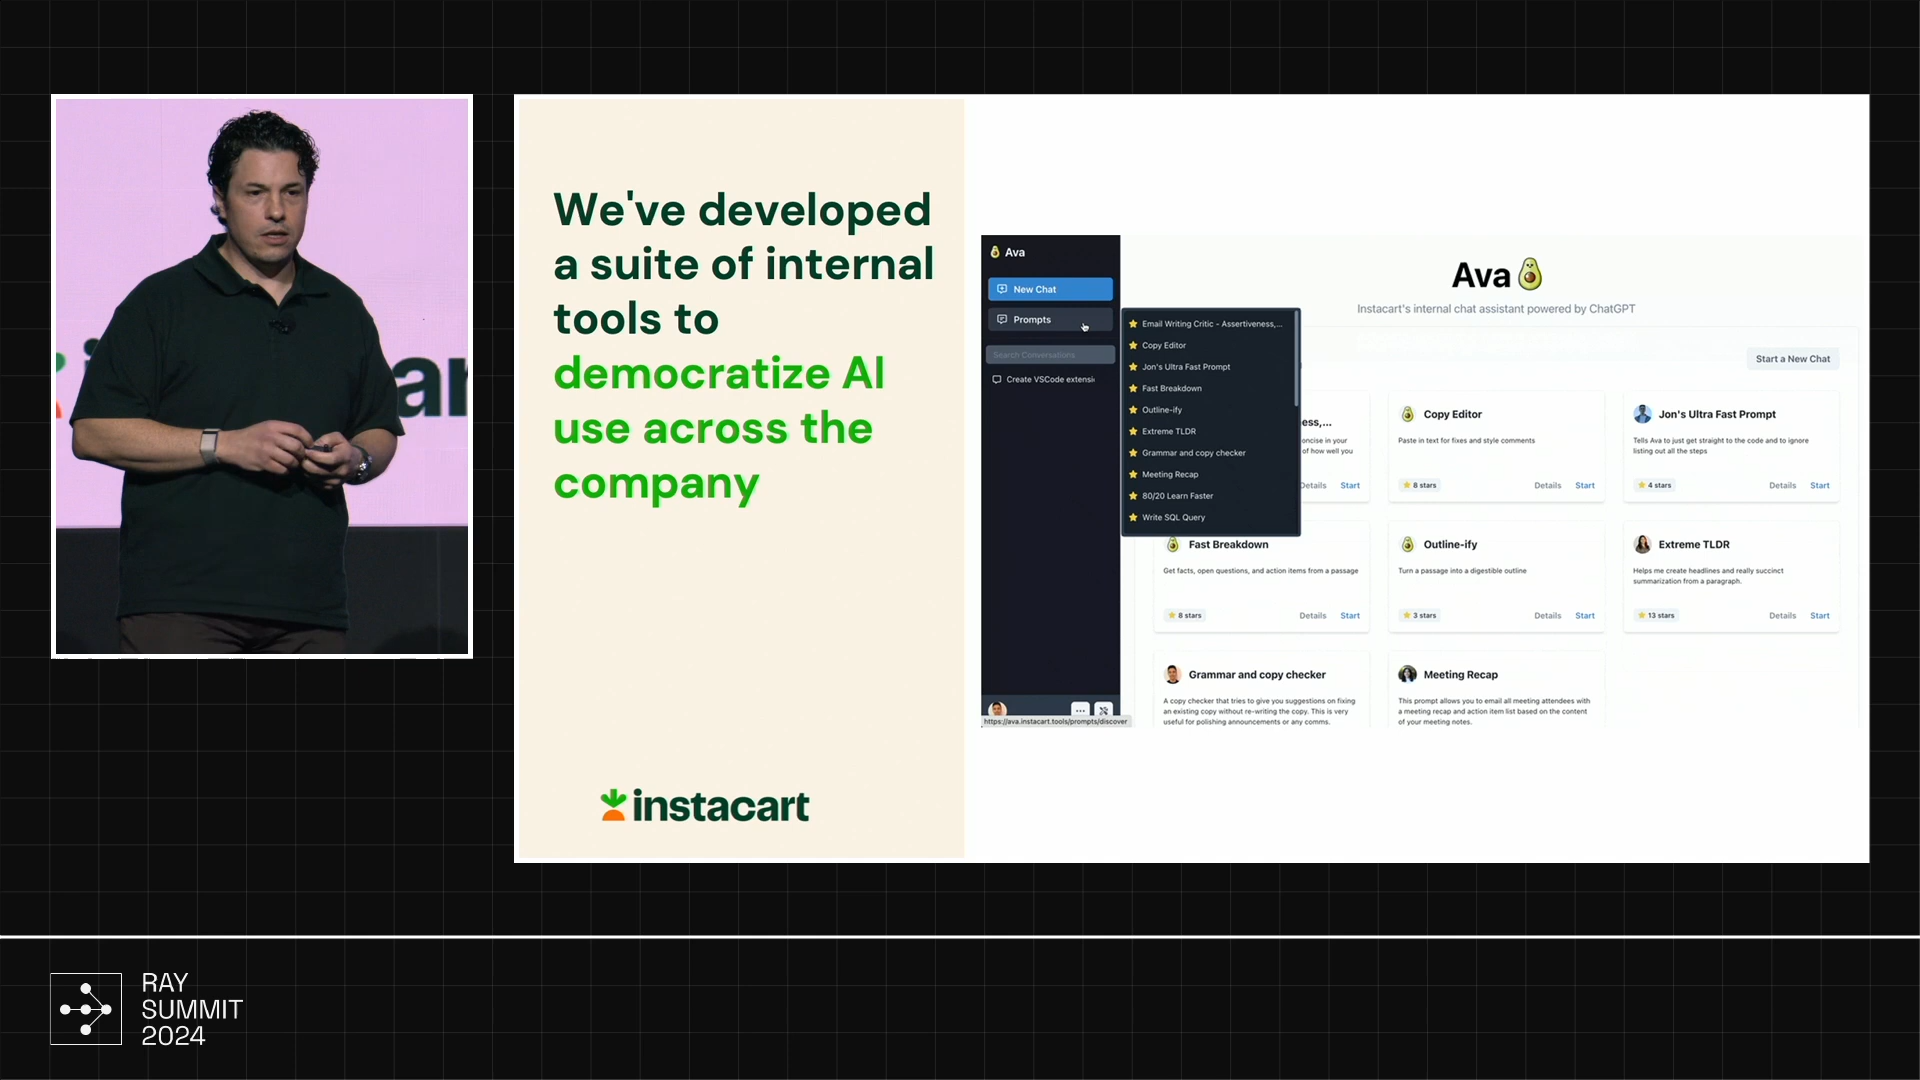 We've developed
a suite of internal
tools to
democratize AI
use across the
company
instacart
Ava
New Chat
Prompts
Search Conversations
Create VSCode extensi
https://ava.instacart.tools/prompts/discover
Email Writing Critic - Assertiveness,...
Copy Editor
Jon's Ultra Fast Prompt
Fast Breakdown
Outline-ify
Extreme TLDR
Grammar and copy checker
Meeting Recap
80/20 Learn Faster
Write SQL Query
Ava
Instacart's internal chat assistant powered by ChatGPT
Start a New Chat
ess,...
oncise in your
of how well you
Details Start
Copy Editor
Paste in text for fixes and style comments
8 stars Details Start
Jon's Ultra Fast Prompt
Tells Ava to just get straight to the code and to ignore
listing out all the steps
4 stars Details Start
Fast Breakdown
Get facts, open questions, and action items from a passage
8 stars Details Start
Outline-ify
Turn a passage into a digestible outline
3 stars Details Start
Extreme TLDR
Helps me create headlines and really succinct
summarization from a paragraph.
13 stars Details Start
Grammar and copy checker
A copy checker that tries to give you suggestions on fixing
an existing copy without re-writing the copy. This is very
useful for polishing announcements or any comms.
Meeting Recap
This prompt allows you to email all meeting attendees with
a meeting recap and action item list based on the content
of your meeting notes.
RAY
SUMMIT
2024